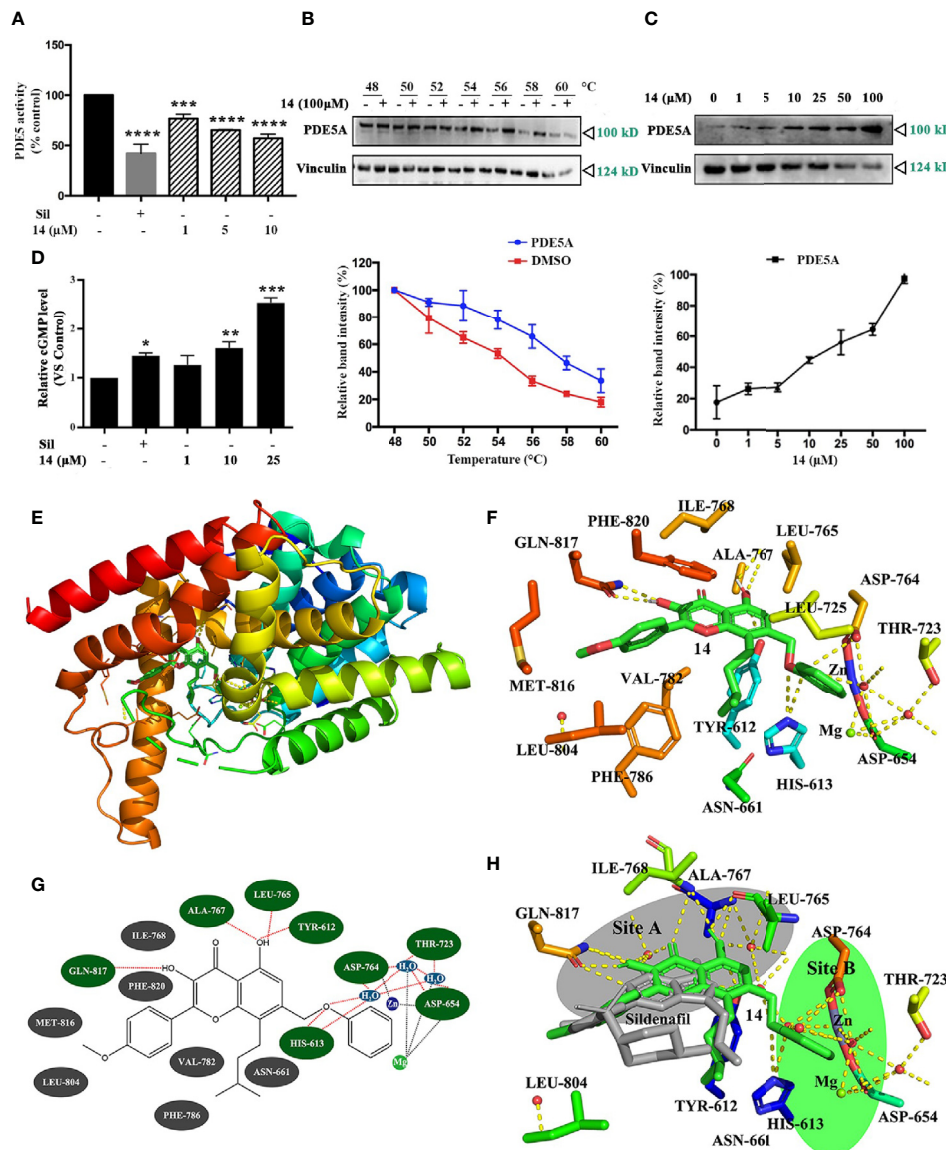 A
150
100
50
0
PDE5 activity
(% control)
***
****
****
****
Sil - + - - -
14 (μM) - - 1 5 10
B
48 50 52 54 56 58 60 °C
14 (100μM) - + - + - + - + - + - + - +
PDE5A
100 kD
Vinculin
124 kD
PDE5A
DMSO
Relative band intensity (%)
120
100
80
60
40
20
0
48 50 52 54 56 58 60
Temperature (°C)
C
14 (μM) 0 1 5 10 25 50 100
PDE5A
100 kD
Vinculin
124 kD
PDE5A
Relative band intensity (%)
100
80
60
40
20
0
0 1 5 10 25 50 100
14 (μM)
D
Relative cGMP level
(VS Control)
3
2
1
0
*
**
***
Sil - + - - -
14 (μM) - - 1 10 25
E
F
ILE-768
PHE-820
LEU-765
GLN-817
ALA-767
ASP-764
LEU-725
THR-723
14
Zn
MET-816
VAL-782
TYR-612
Mg
LEU-804
ASP-654
PHE-786
HIS-613
ASN-661
G
LEU-765
ALA-767
TYR-612
ILE-768
THR-723
O
OH
ASP-764
H₂O
GLN-817
HO
H₂O
PHE-820
H₂O
Zn
ASP-654
O
O
MET-816
HIS-613
O
VAL-782
ASN-661
Mg
LEU-804
PHE-786
H
ILE-768
ALA-767
LEU-765
GLN-817
Site A
ASP-764
Site B
THR-723
Sildenafil
14
Zn
Mg
LEU-804
TYR-612
HIS-613
ASP-654
ASN-661